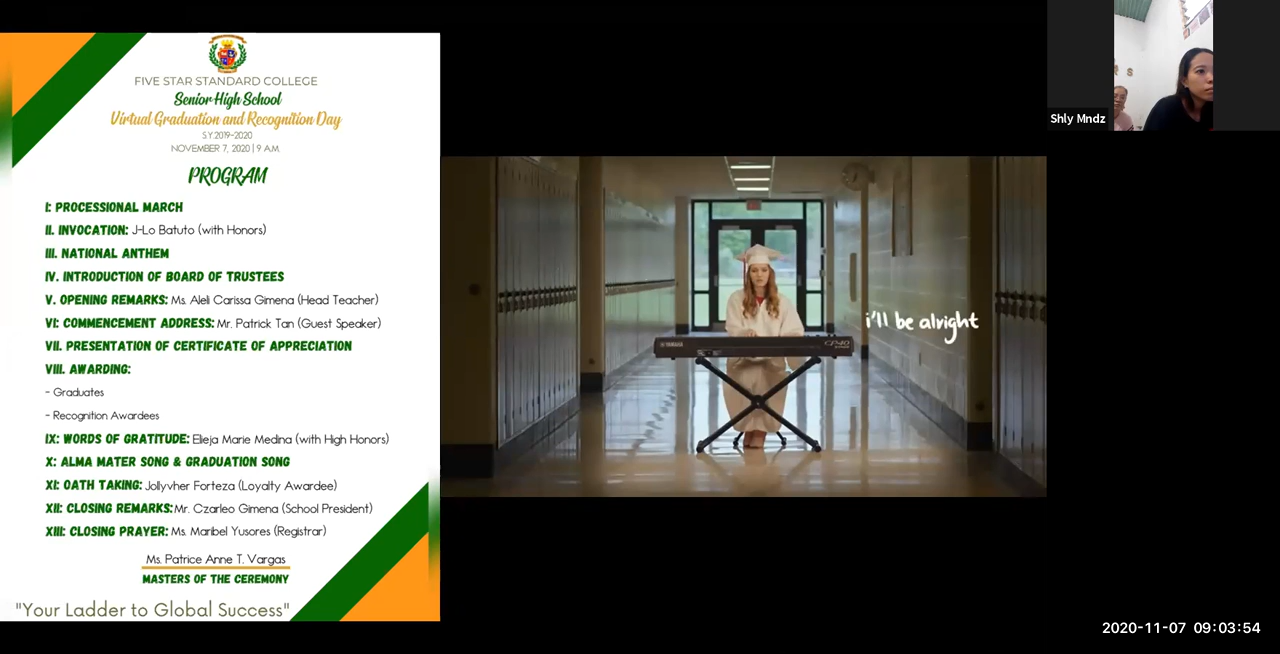 FIVE STAR STANDARD COLLEGE
Senior High School
Virtual Graduation and Recognition Day
S.Y 2019-2020
NOVEMBER 7, 2020 | 9 A.M
PROGRAM
I: PROCESSIONAL MARCH
II. INVOCATION: J-Lo Batuto (with Honors)
III. NATIONAL ANTHEM
IV. INTRODUCTION OF BOARD OF TRUSTEES
V. OPENING REMARKS: Ms. Aleli Carissa Gimena (Head Teacher)
VI: COMMENCEMENT ADDRESS: Mr. Patrick Tan (Guest Speaker)
VII. PRESENTATION OF CERTIFICATE OF APPRECIATION
VIII. AWARDING:
- Graduates
- Recognition Awardees
IX: WORDS OF GRATITUDE: Elieja Marie Medina (with High Honors)
X: ALMA MATER SONG & GRADUATION SONG
XI: OATH TAKING: Jollyvher Forteza (Loyalty Awardee)
XII: CLOSING REMARKS: Mr. Czarleo Gimena (School President)
XIII: CLOSING PRAYER: Ms. Maribel Yusores (Registrar)
Ms. Patrice Anne T. Vargas
MASTERS OF THE CEREMONY
"Your Ladder to Global Success"
i'll be alright
YAMAHA
CP40
Shly Mndz
2020-11-07 09:03:54